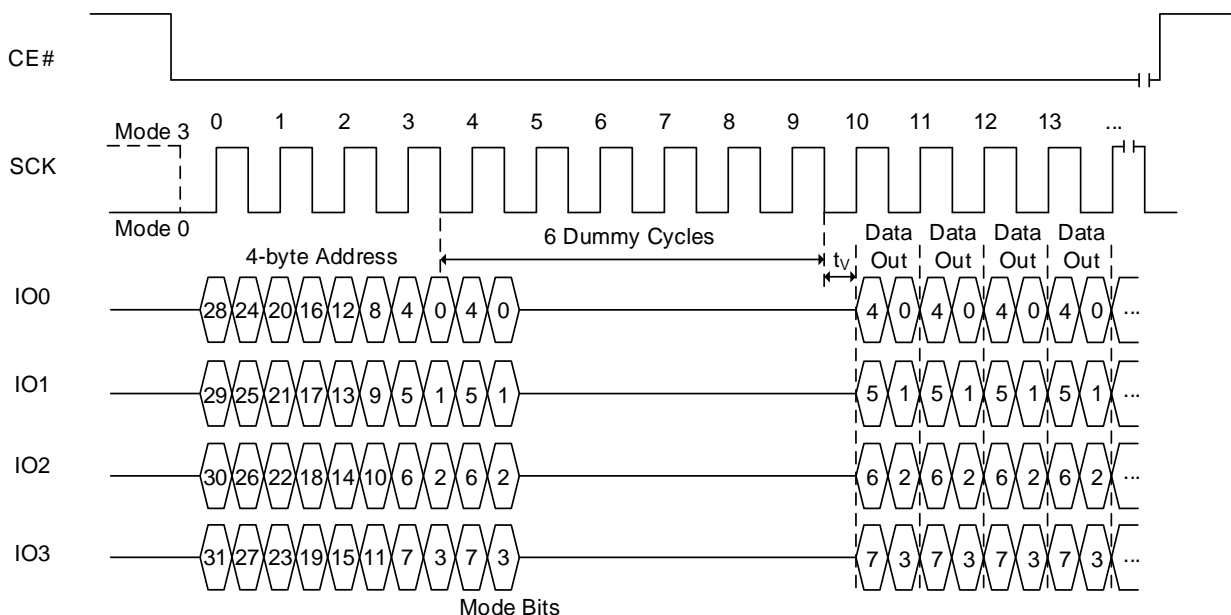 CE#
0 1 2 3 4 5 6 7 8 9 10 11 12 13 ...
Mode 3
SCK
Mode 0
6 Dummy Cycles
4-byte Address
tV
Data Out
Data Out
Data Out
Data Out
IO0
28 24 20 16 12 8 4 0 4 0 4 0 4 0 4 0 4 0 ...
IO1
29 25 21 17 13 9 5 1 5 1 5 1 5 1 5 1 5 1 ...
IO2
30 26 22 18 14 10 6 2 6 2 6 2 6 2 6 2 6 2 ...
IO3
31 27 23 19 15 11 7 3 7 3 7 3 7 3 7 3 7 3 ...
Mode Bits